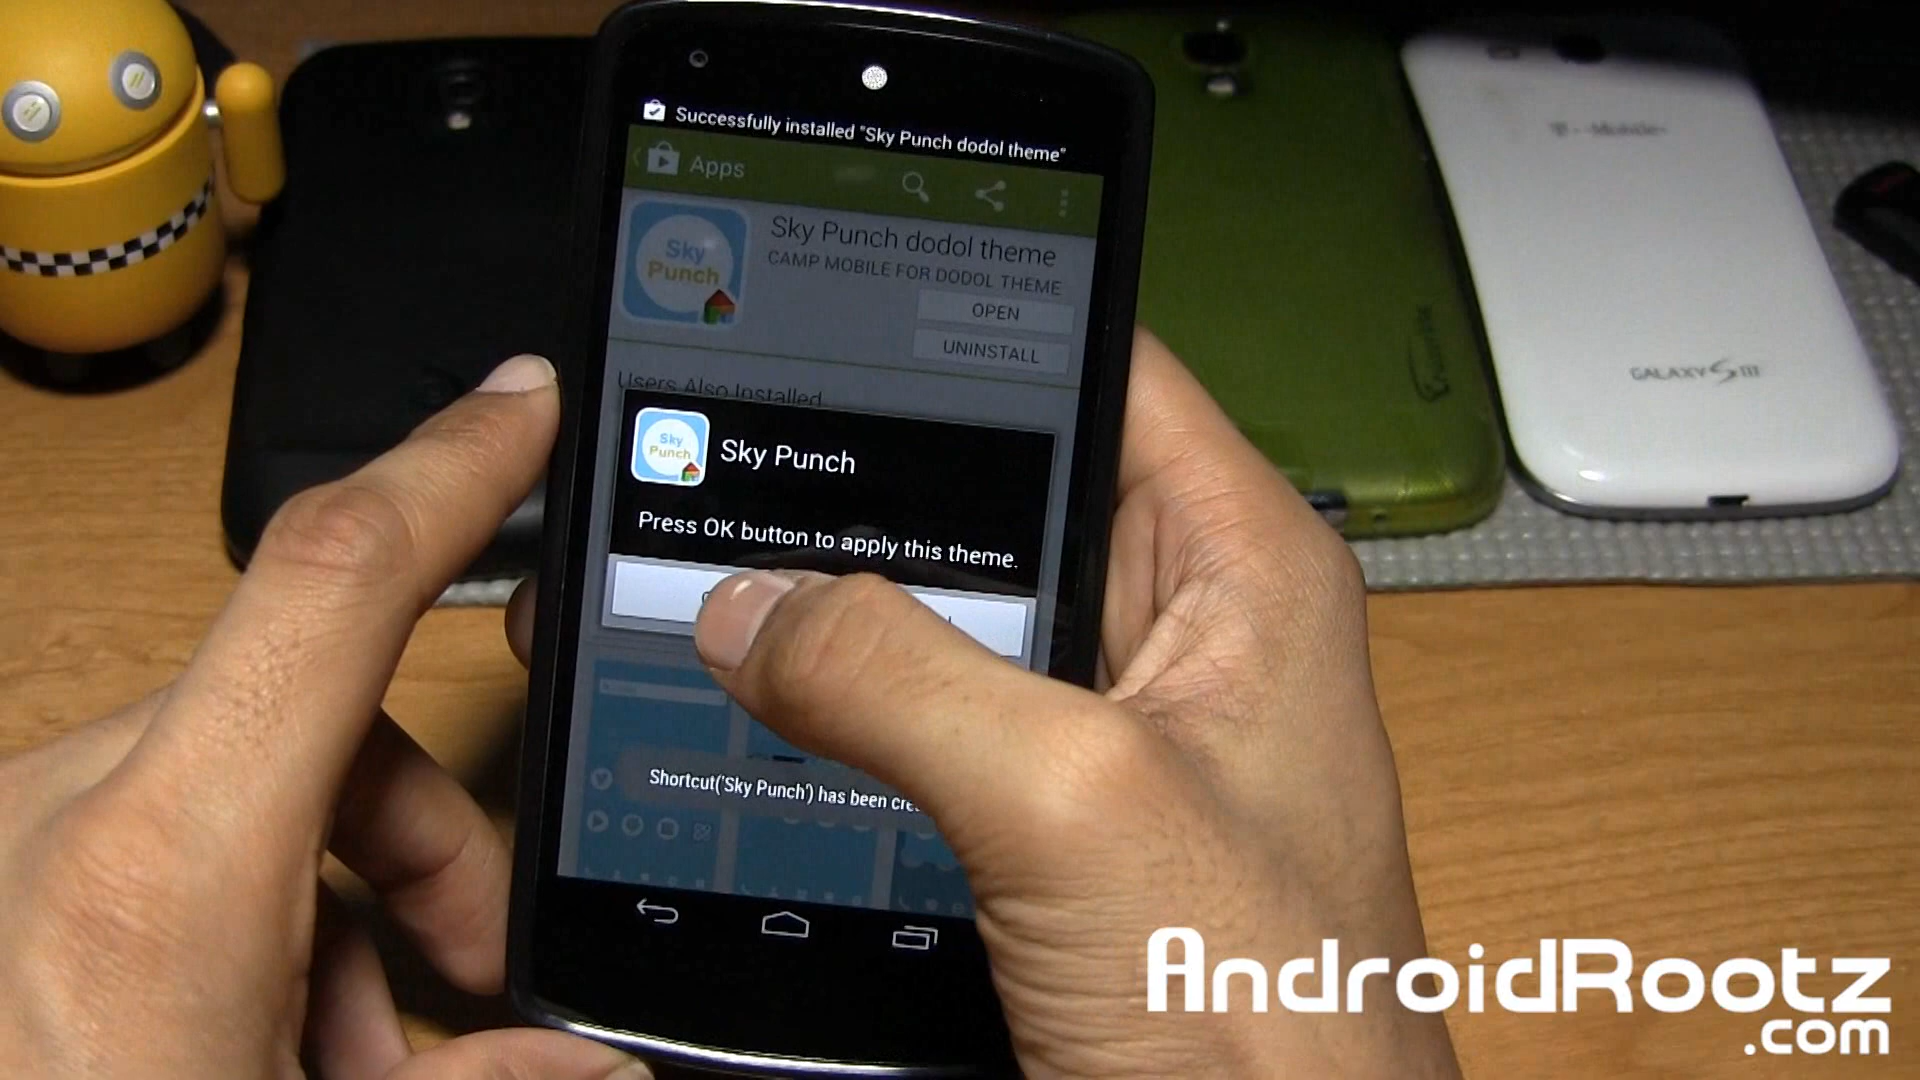 Successfully installed "Sky Punch dodol theme"
Apps
Sky Punch dodol theme
CAMP MOBILE FOR DODOL THEME
Sky
Punch
OPEN
UNINSTALL
Users Also Installed
Sky
Punch
Sky Punch
Press OK button to apply this theme.
Shortcut('Sky Punch') has been
T-Mobile
GALAXY S III
AndroidRootz
.com